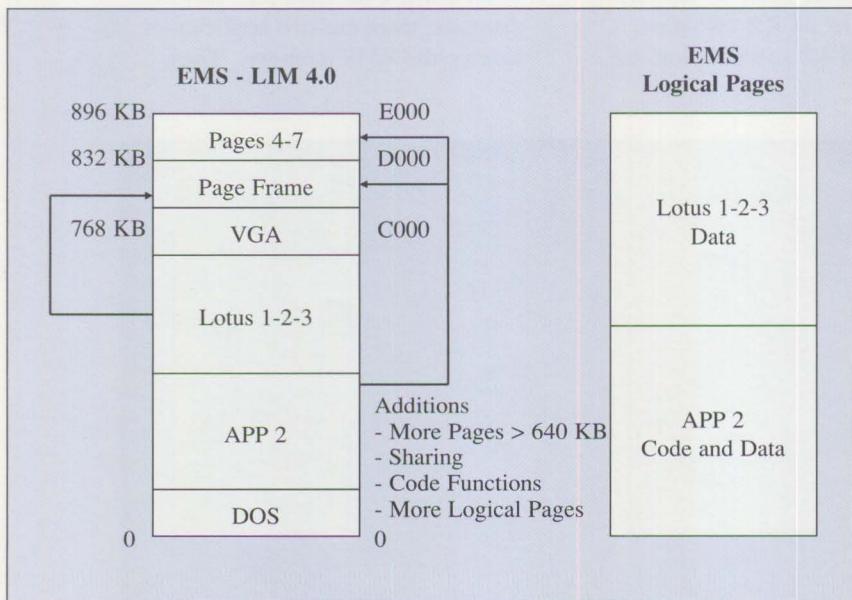 EMS - LIM 4.0
896 KB
E000
Pages 4-7
832 KB
D000
Page Frame
768 KB
VGA
C000
Lotus 1-2-3
APP 2
DOS
0
0
Additions
- More Pages > 640 KB
- Sharing
- Code Functions
- More Logical Pages
EMS
Logical Pages
Lotus 1-2-3
Data
APP 2
Code and Data